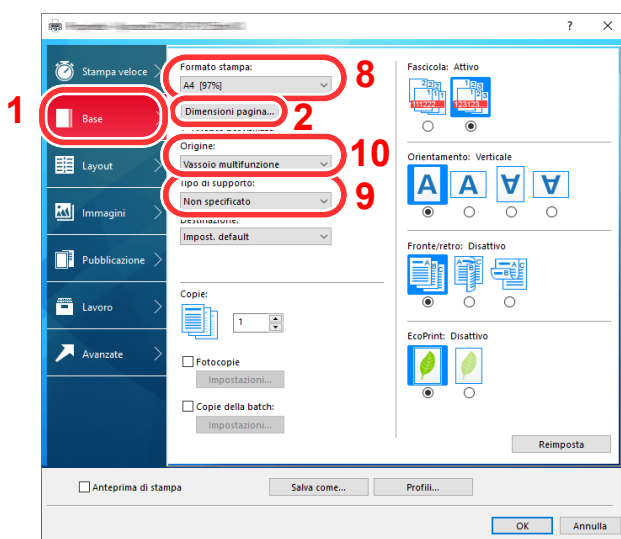 ? ×
Stampa veloce
Base
Layout
Immagini
Pubblicazione
Lavoro
Avanzate
1
Formato stampa:
A4 [97%]
8
Dimensioni pagina...
2
Origine:
Vassoio multifunzione
10
Tipo di supporto:
Non specificato
9
Destinazione:
Impost. default
Copie:
1
Fotocopie
Impostazioni...
Copie della batch:
Impostazioni...
Fascicola: Attivo
111222...
123123...
Orientamento: Verticale
A A A A
Fronte/retro: Disattivo
A B C
A B C
A B C
EcoPrint: Disattivo
Reimposta
Anteprima di stampa
Salva come...
Profili...
OK
Annulla